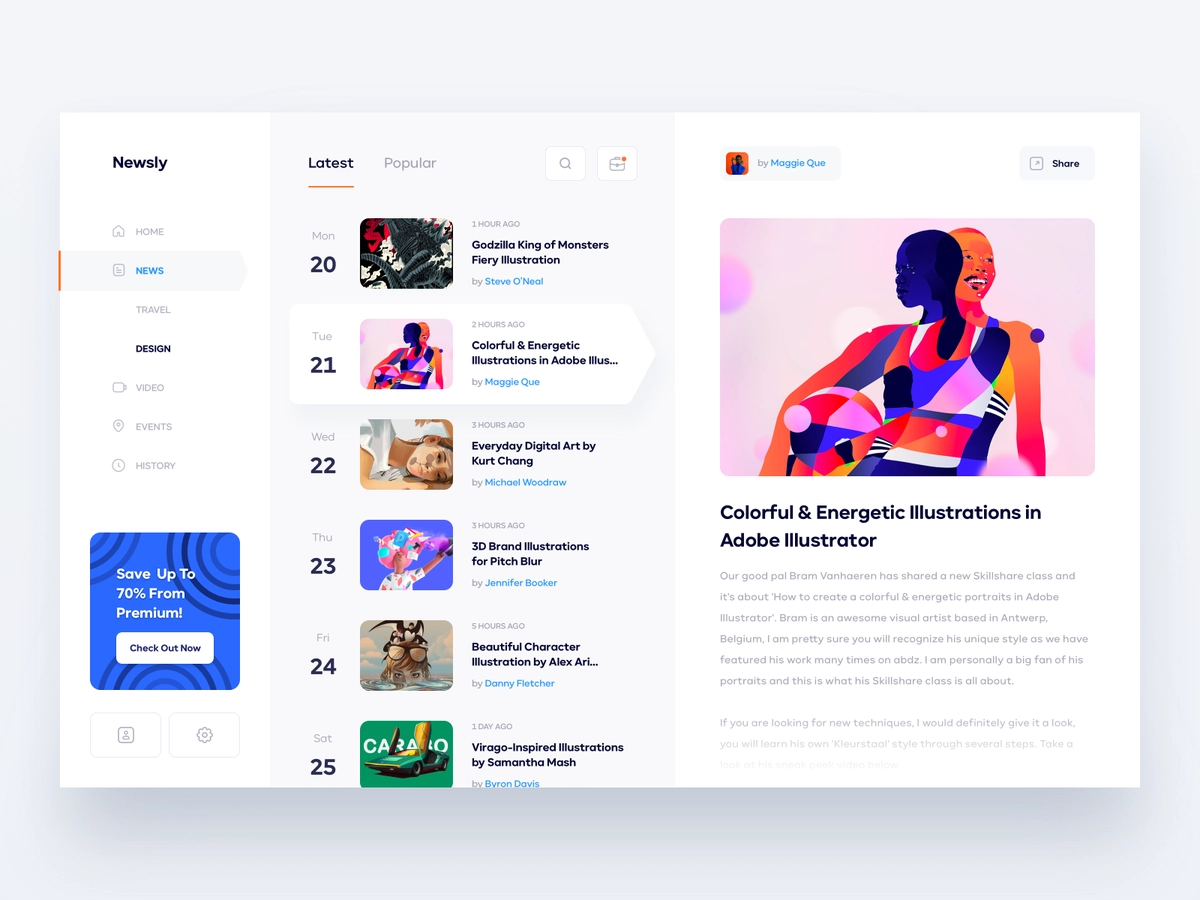 Newsly
HOME
NEWS
TRAVEL
DESIGN
VIDEO
EVENTS
HISTORY
Save Up To
70% From
Premium!
Check Out Now
Latest
Popular
Mon
20
1 HOUR AGO
Godzilla King of Monsters
Fiery Illustration
by Steve O'Neal
Tue
21
2 HOURS AGO
Colorful & Energetic
Illustrations in Adobe Illus...
by Maggie Que
Wed
22
3 HOURS AGO
Everyday Digital Art by
Kurt Chang
by Michael Woodraw
Thu
23
3 HOURS AGO
3D Brand Illustrations
for Pitch Blur
by Jennifer Booker
Fri
24
5 HOURS AGO
Beautiful Character
Illustration by Alex Ari...
by Danny Fletcher
Sat
25
CARABO
1 DAY AGO
Virago-Inspired Illustrations
by Samantha Mash
by Byron Davis
by Maggie Que
Share
Colorful & Energetic Illustrations in
Adobe Illustrator
Our good pal Bram Vanhaeren has shared a new Skillshare class and
it's about 'How to create a colorful & energetic portraits in Adobe
Illustrator'. Bram is an awesome visual artist based in Antwerp,
Belgium, I am pretty sure you will recognize his unique style as we have
featured his work many times on abdz. I am personally a big fan of his
portraits and this is what his Skillshare class is all about.
If you are looking for new techniques, I would definitely give it a look,
you will learn his own 'Kleurstaal' style through several steps. Take a
look at his sneak peek video below.